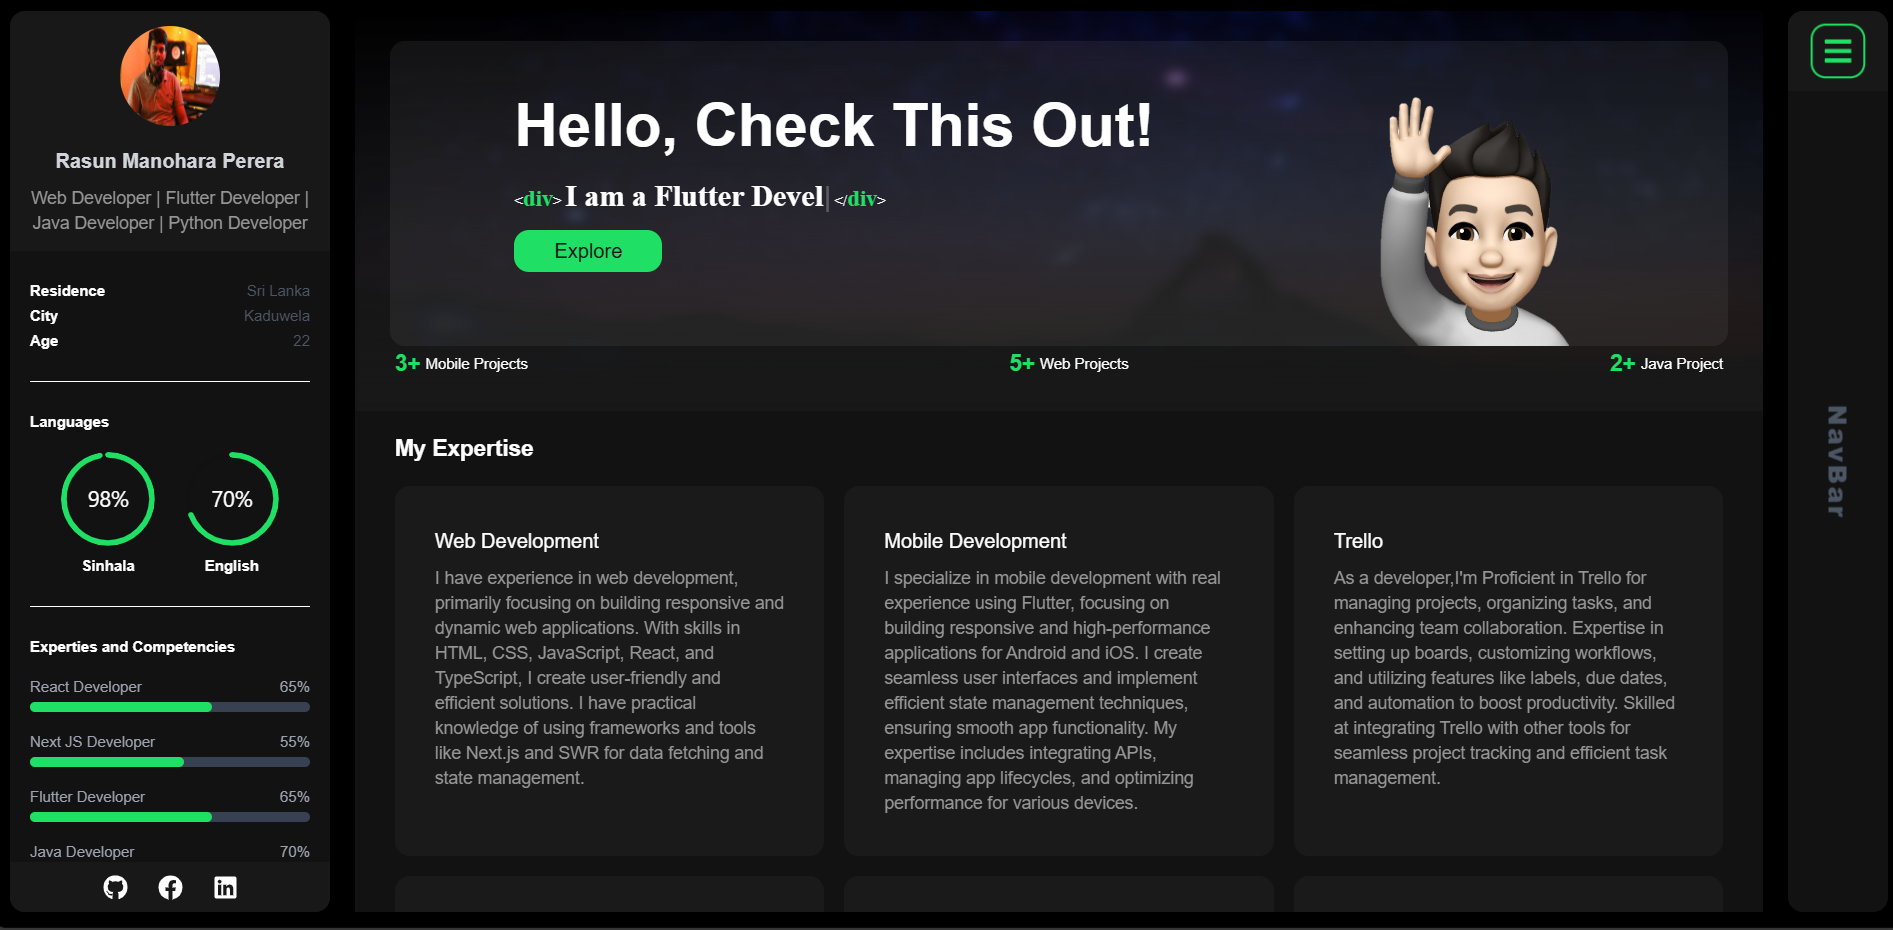 Rasun Manohara Perera
Web Developer | Flutter Developer |
Java Developer | Python Developer
Residence Sri Lanka
City Kaduwela
Age 22
Languages
98% 70%
Sinhala English
Experties and Competencies
React Developer 65%
Next JS Developer 55%
Flutter Developer 65%
Java Developer 70%
Hello, Check This Out!
<div> I am a Flutter Devel| </div>
Explore
3+ Mobile Projects 5+ Web Projects 2+ Java Project
My Expertise
Web Development
I have experience in web development,
primarily focusing on building responsive and
dynamic web applications. With skills in
HTML, CSS, JavaScript, React, and
TypeScript, I create user-friendly and
efficient solutions. I have practical
knowledge of using frameworks and tools
like Next.js and SWR for data fetching and
state management.
Mobile Development
I specialize in mobile development with real
experience using Flutter, focusing on
building responsive and high-performance
applications for Android and iOS. I create
seamless user interfaces and implement
efficient state management techniques,
ensuring smooth app functionality. My
expertise includes integrating APIs,
managing app lifecycles, and optimizing
performance for various devices.
Trello
As a developer,I'm Proficient in Trello for
managing projects, organizing tasks, and
enhancing team collaboration. Expertise in
setting up boards, customizing workflows,
and utilizing features like labels, due dates,
and automation to boost productivity. Skilled
at integrating Trello with other tools for
seamless project tracking and efficient task
management.
NavBar